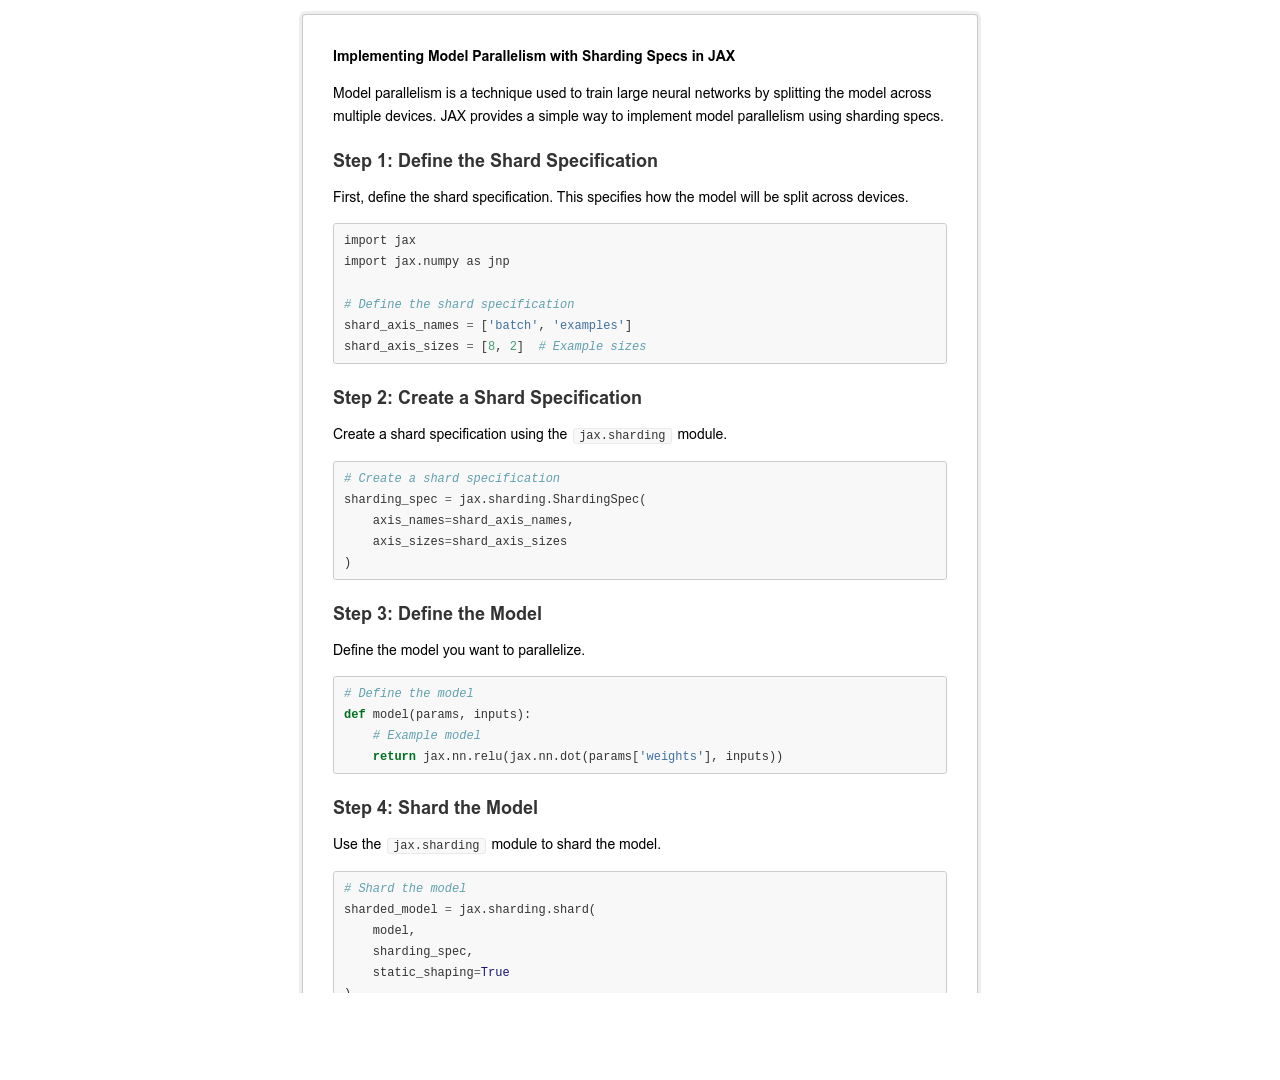 Implementing Model Parallelism with Sharding Specs in JAX
Model parallelism is a technique used to train large neural networks by splitting the model across
multiple devices. JAX provides a simple way to implement model parallelism using sharding specs.
Step 1: Define the Shard Specification
First, define the shard specification. This specifies how the model will be split across devices.
import jax
import jax.numpy as jnp

# Define the shard specification
shard_axis_names = ['batch', 'examples']
shard_axis_sizes = [8, 2]  # Example sizes
Step 2: Create a Shard Specification
Create a shard specification using the jax.sharding module.
# Create a shard specification
sharding_spec = jax.sharding.ShardingSpec(
    axis_names=shard_axis_names,
    axis_sizes=shard_axis_sizes
)
Step 3: Define the Model
Define the model you want to parallelize.
# Define the model
def model(params, inputs):
    # Example model
    return jax.nn.relu(jax.nn.dot(params['weights'], inputs))
Step 4: Shard the Model
Use the jax.sharding module to shard the model.
# Shard the model
sharded_model = jax.sharding.shard(
    model,
    sharding_spec,
    static_shaping=True
)